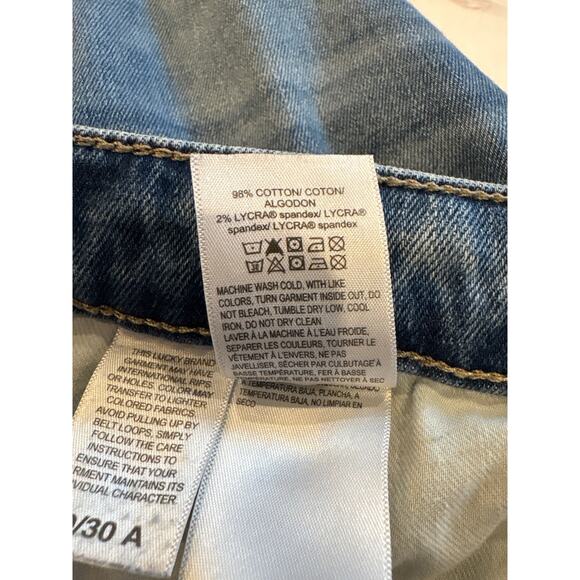 98% COTTON/ COTON/
ALGODON
2% LYCRA® spandex/ LYCRA®
spandex/ LYCRA® spandex
MACHINE WASH COLD, WITH LIKE
COLORS, TURN GARMENT INSIDE OUT, DO
NOT BLEACH, TUMBLE DRY LOW, COOL
IRON, DO NOT DRY CLEAN
LAVER À LA MACHINE À L'EAU FROIDE,
SEPARER LES COULEURS, TOURNER LE
VÊTEMENT À L'ENVERS, NE PAS
JAVELLISER, SÉCHER PAR CULBUTAGE À
BASSE TEMPÉRATURE, FER À BASSE
TEMPÉRATURE, NE PAS NETTOYER À SEC
A TEMPERATURA BAJA, PLANCHA, A
TEMPERATURA BAJA, NO LIMPIAR EN
SECO
THIS LUCKY BRAND
GARMENT MAY HAVE
INTENTIONAL RIPS
OR HOLES. COLOR MAY
TRANSFER TO LIGHTER
COLORED FABRICS.
AVOID PULLING UP BY
BELT LOOPS, SIMPLY
FOLLOW THE CARE
INSTRUCTIONS TO
ENSURE THAT YOUR
GARMENT MAINTAINS ITS
INDIVIDUAL CHARACTER.
/30 A